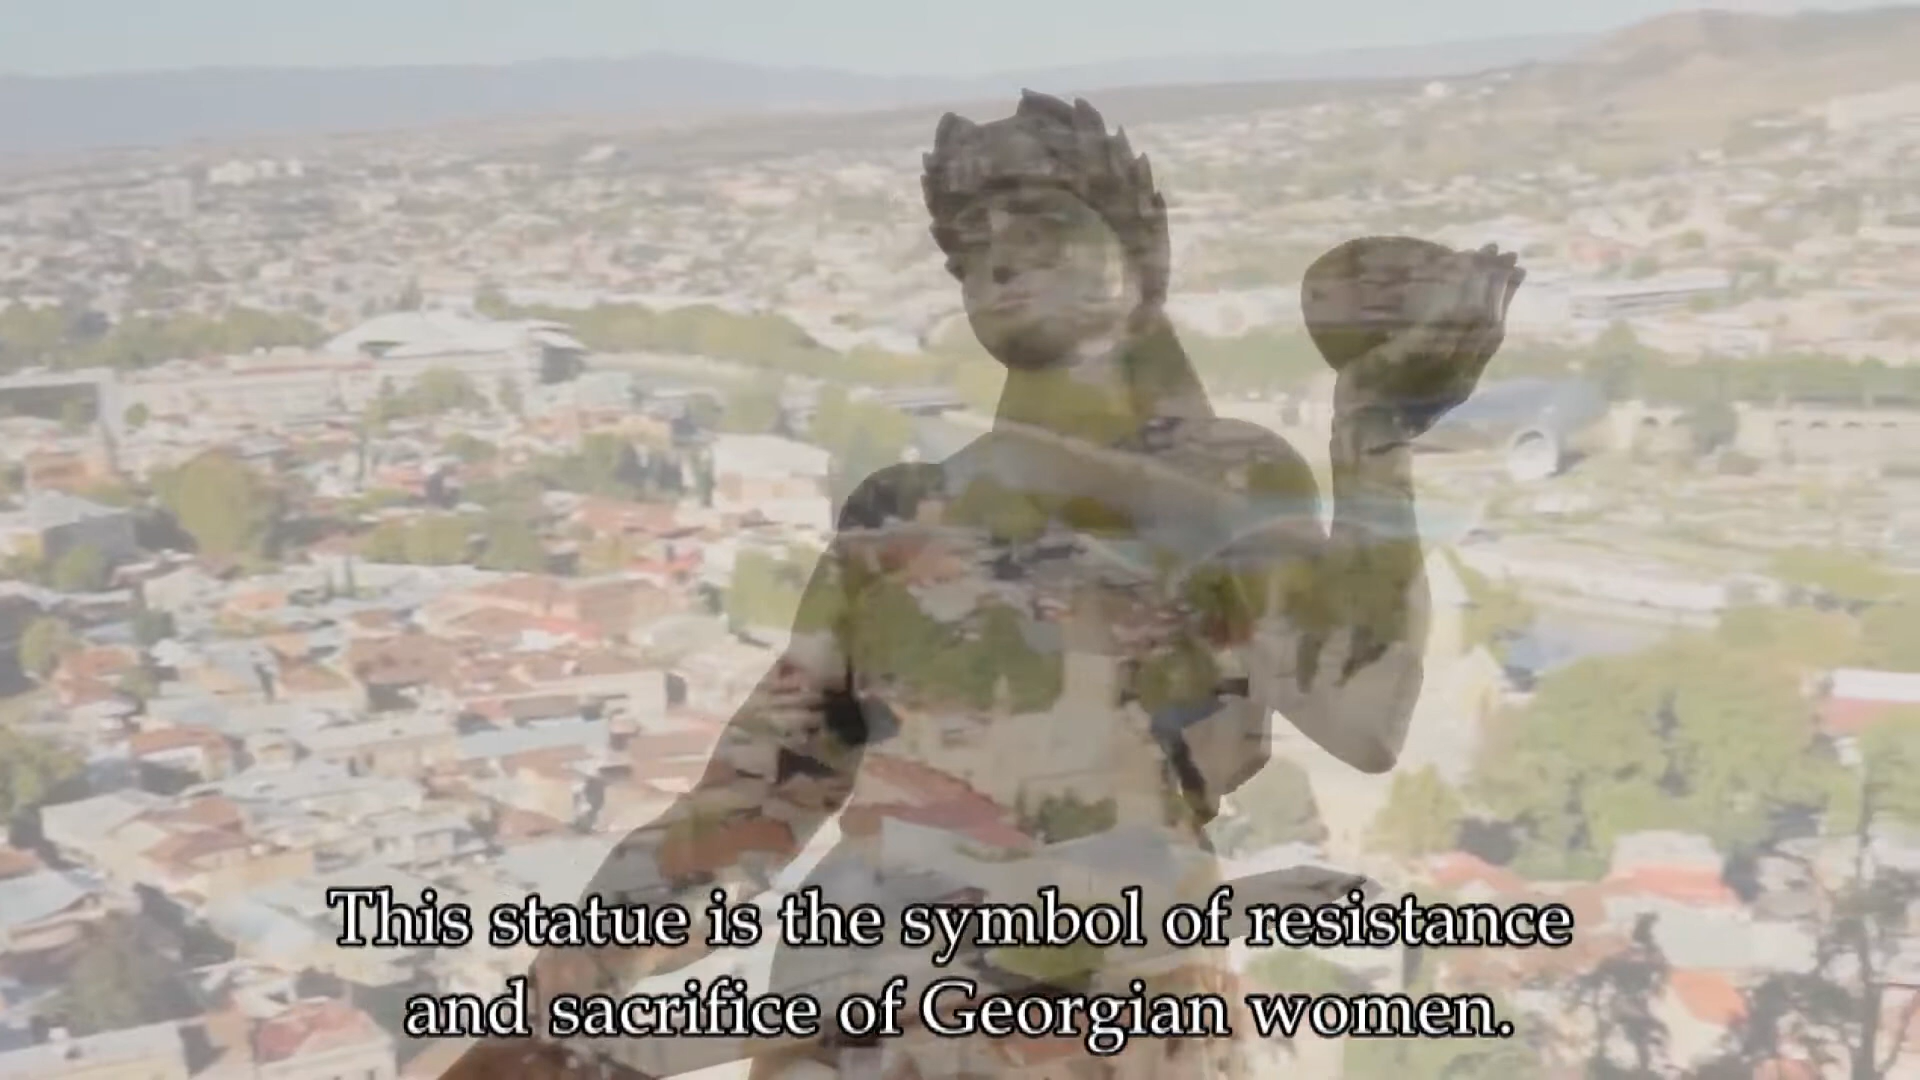 This statue is the symbol of resistance
and sacrifice of Georgian women.